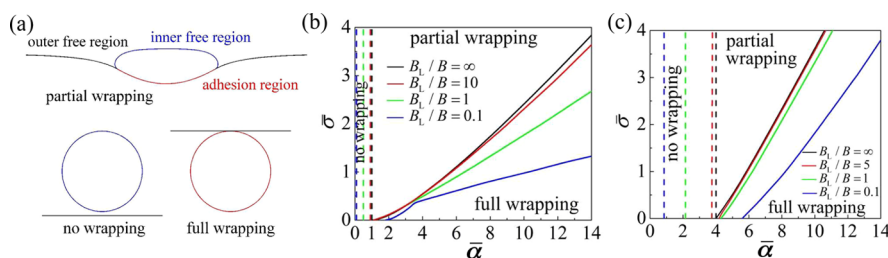 (a)
outer free region
inner free region
adhesion region
partial wrapping
no wrapping
full wrapping
(b)
4
3
2
1
0
σ̅
partial wrapping
no wrapping
B_L / B = ∞
B_L / B = 10
B_L / B = 1
B_L / B = 0.1
full wrapping
0 1 2 4 6 8 10 12 14
α̅
(c)
4
3
2
1
0
σ̅
partial
wrapping
no wrapping
B_L / B = ∞
B_L / B = 5
B_L / B = 1
B_L / B = 0.1
full wrapping
0 2 4 6 8 10 12 14
α̅